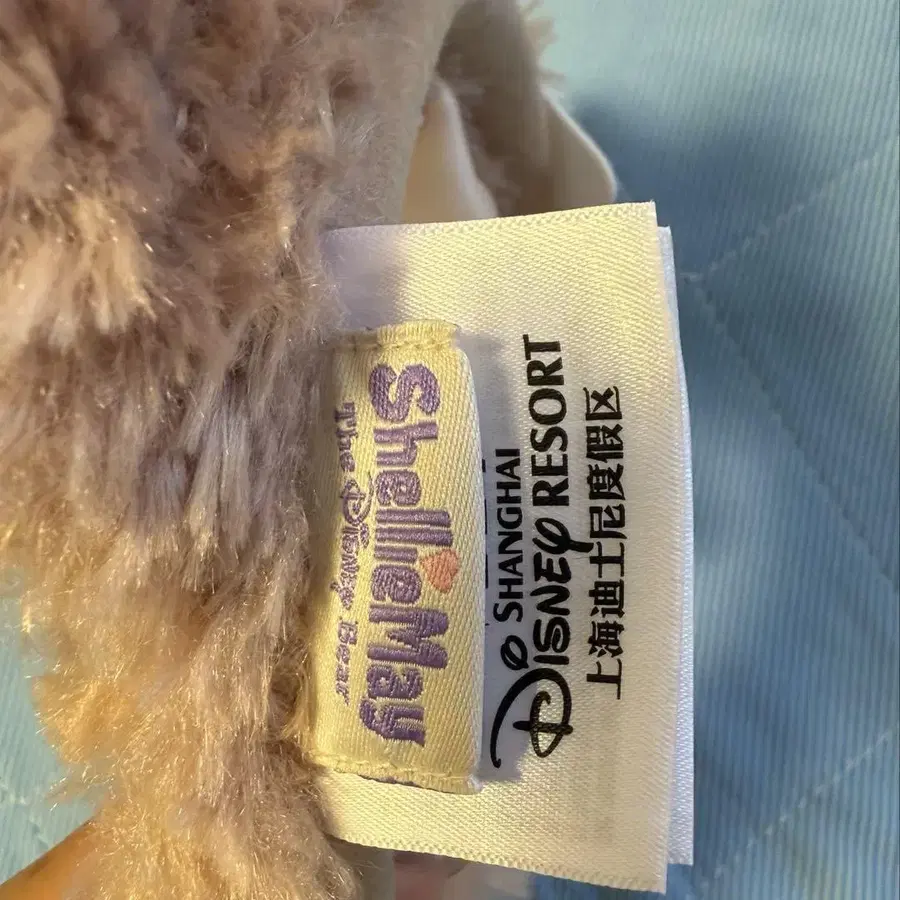 ShellieMay
The Disney Bear
SHANGHAI
Disney RESORT
上海迪士尼度假区